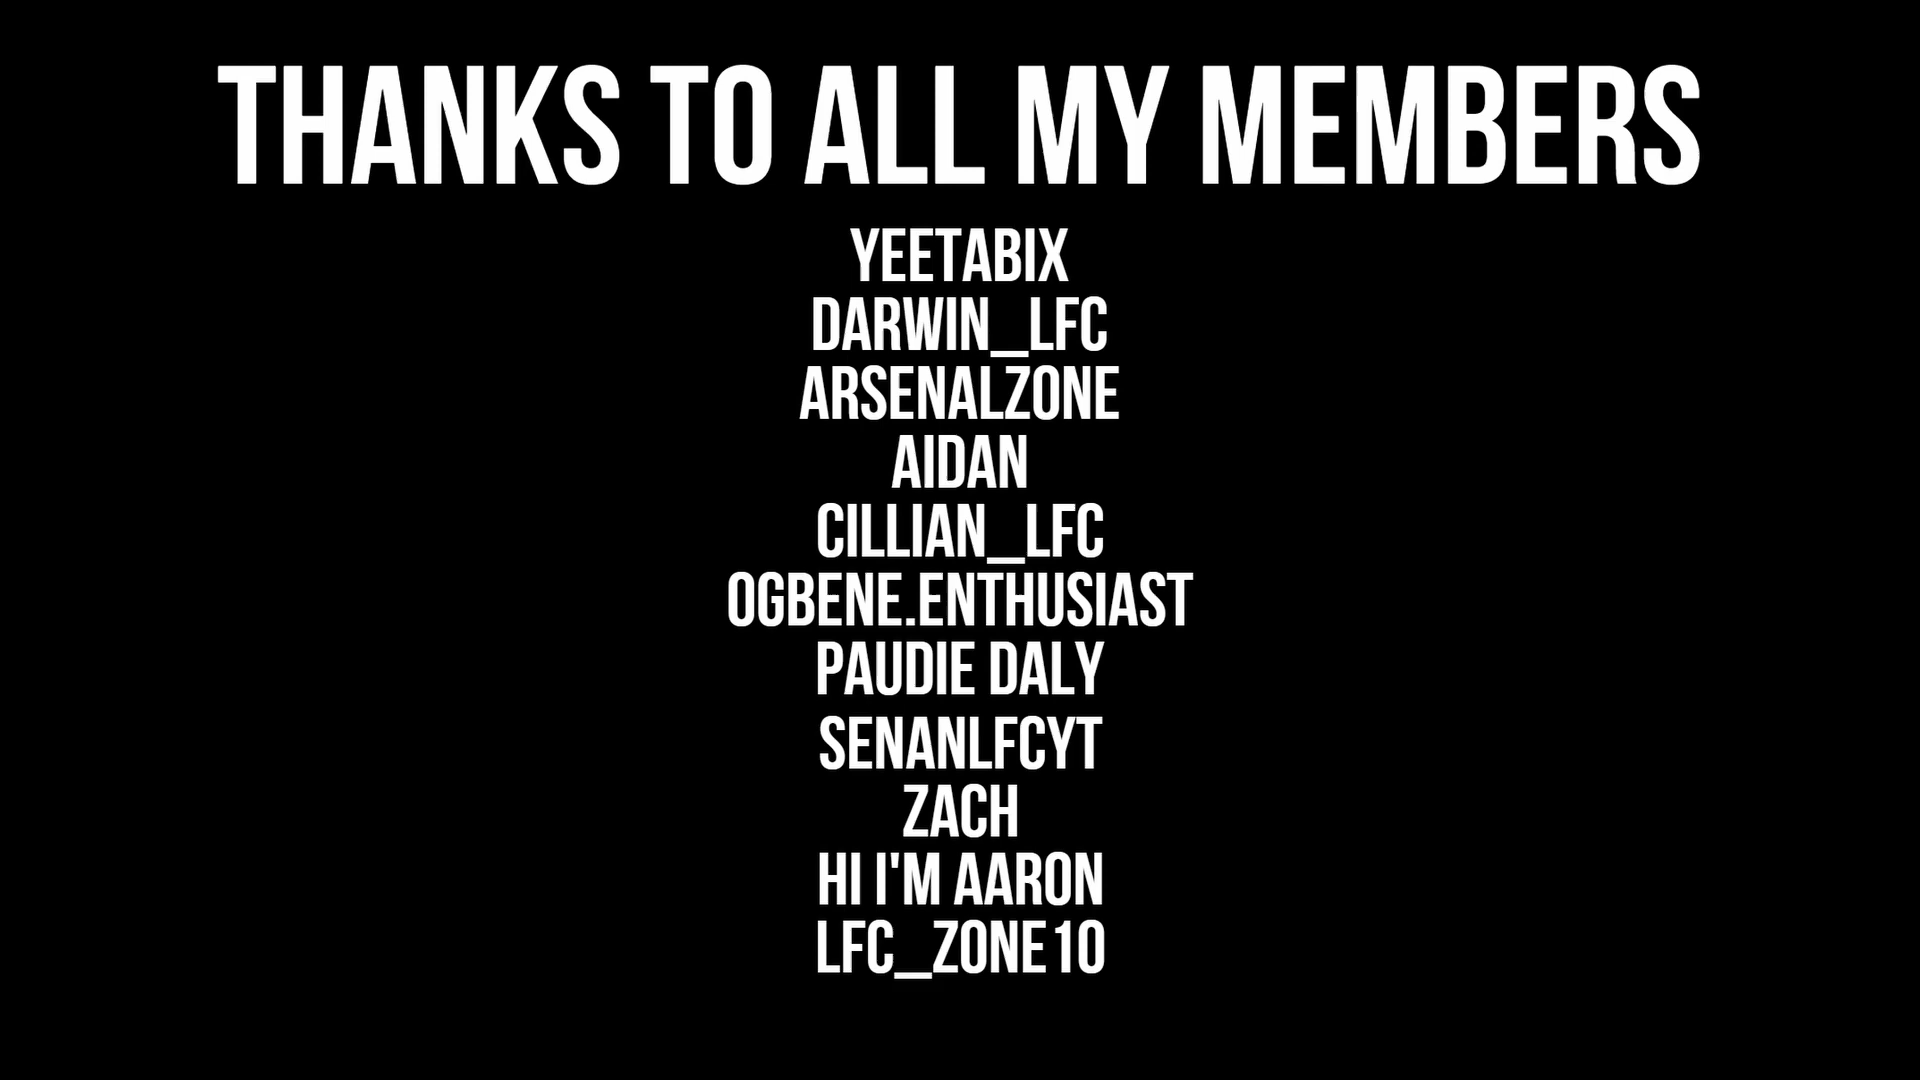 THANKS TO ALL MY MEMBERS
YEETABIX
DARWIN_LFC
ARSENALZONE
AIDAN
CILLIAN_LFC
OGBENE.ENTHUSIAST
PAUDIE DALY
SENANLFCYT
ZACH
HI I'M AARON
LFC_ZONE10